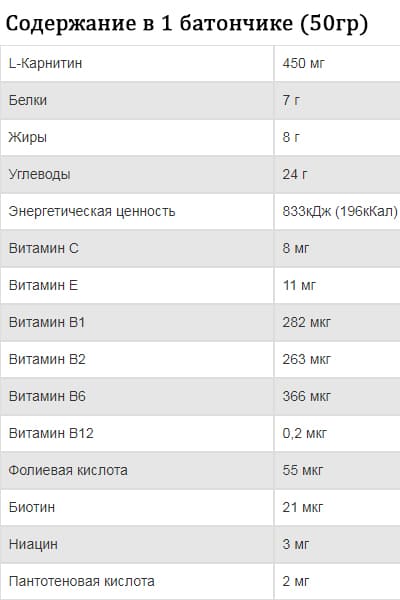 Содержание в 1 батончике (50гр)
L-Карнитин 450 мг
Белки 7 г
Жиры 8 г
Углеводы 24 г
Энергетическая ценность 833кДж (196кКал)
Витамин С 8 мг
Витамин Е 11 мг
Витамин В1 282 мкг
Витамин В2 263 мкг
Витамин В6 366 мкг
Витамин В12 0,2 мкг
Фолиевая кислота 55 мкг
Биотин 21 мкг
Ниацин 3 мг
Пантотеновая кислота 2 мг